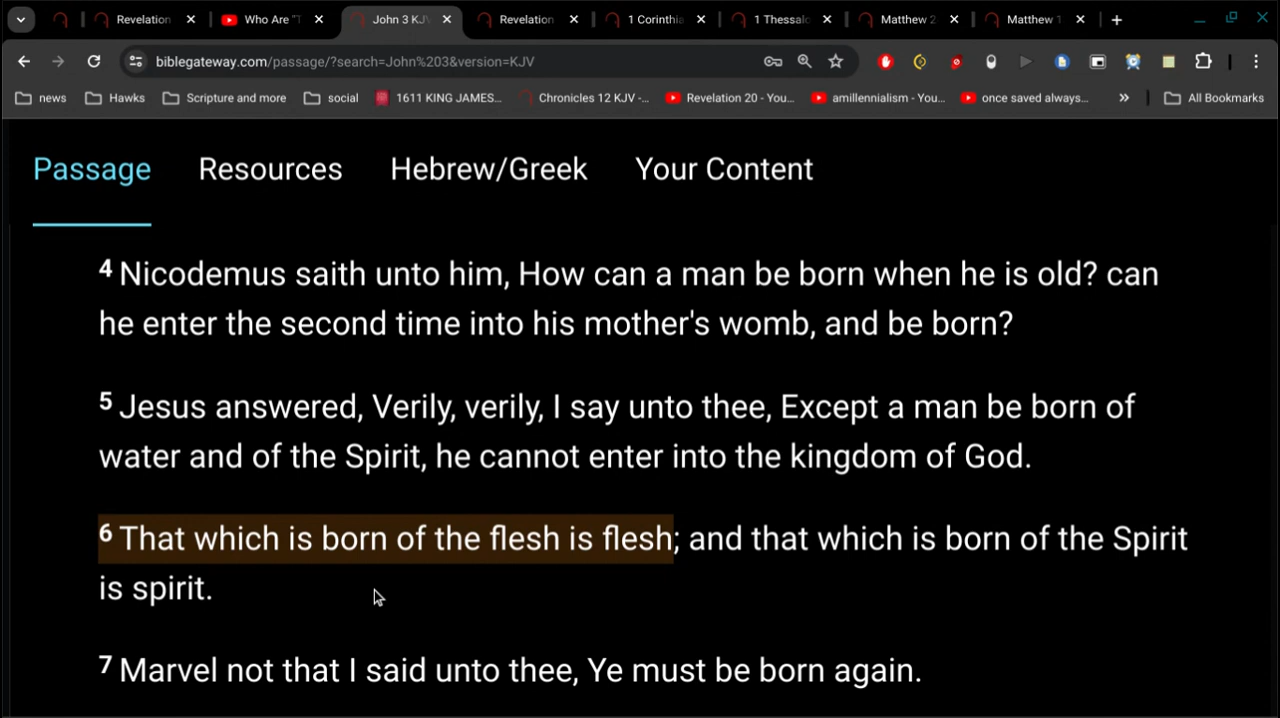 Revelation
Who Are "T
John 3 KJV
Revelation
1 Corinthia
1 Thessalo
Matthew 2
Matthew 1
biblegateway.com/passage/?search=John%203&version=KJV
news Hawks Scripture and more social 1611 KING JAMES... Chronicles 12 KJV -... Revelation 20 - You... amillennialism - You... once saved always... » All Bookmarks
Passage Resources Hebrew/Greek Your Content
4 Nicodemus saith unto him, How can a man be born when he is old? can
he enter the second time into his mother's womb, and be born?
5 Jesus answered, Verily, verily, I say unto thee, Except a man be born of
water and of the Spirit, he cannot enter into the kingdom of God.
6 That which is born of the flesh is flesh; and that which is born of the Spirit
is spirit.
7 Marvel not that I said unto thee, Ye must be born again.